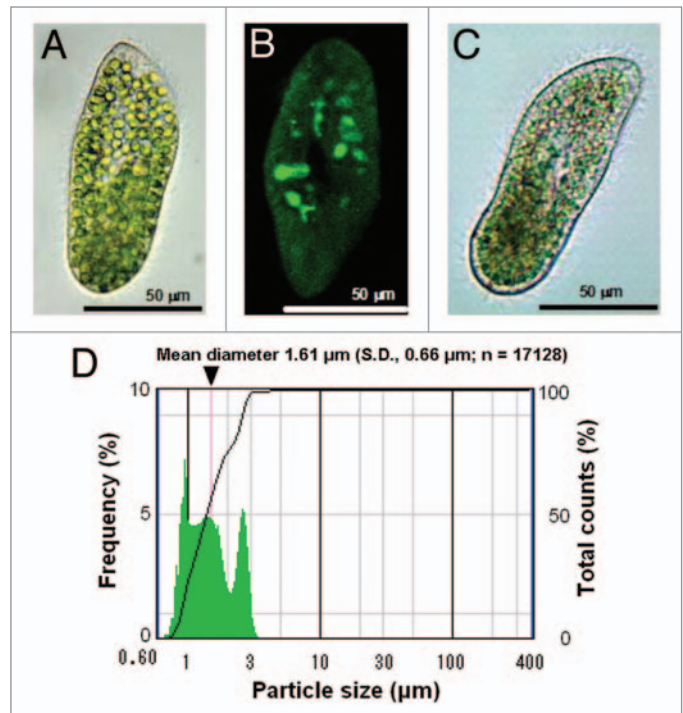 A
B
C
50 µm
50 µm
50 µm
D
Mean diameter 1.61 µm (S.D., 0.66 µm; n = 17128)
10
100
Frequency (%)
5
50
Total counts (%)
0
0
0.60
1
3
10
30
100
400
Particle size (µm)